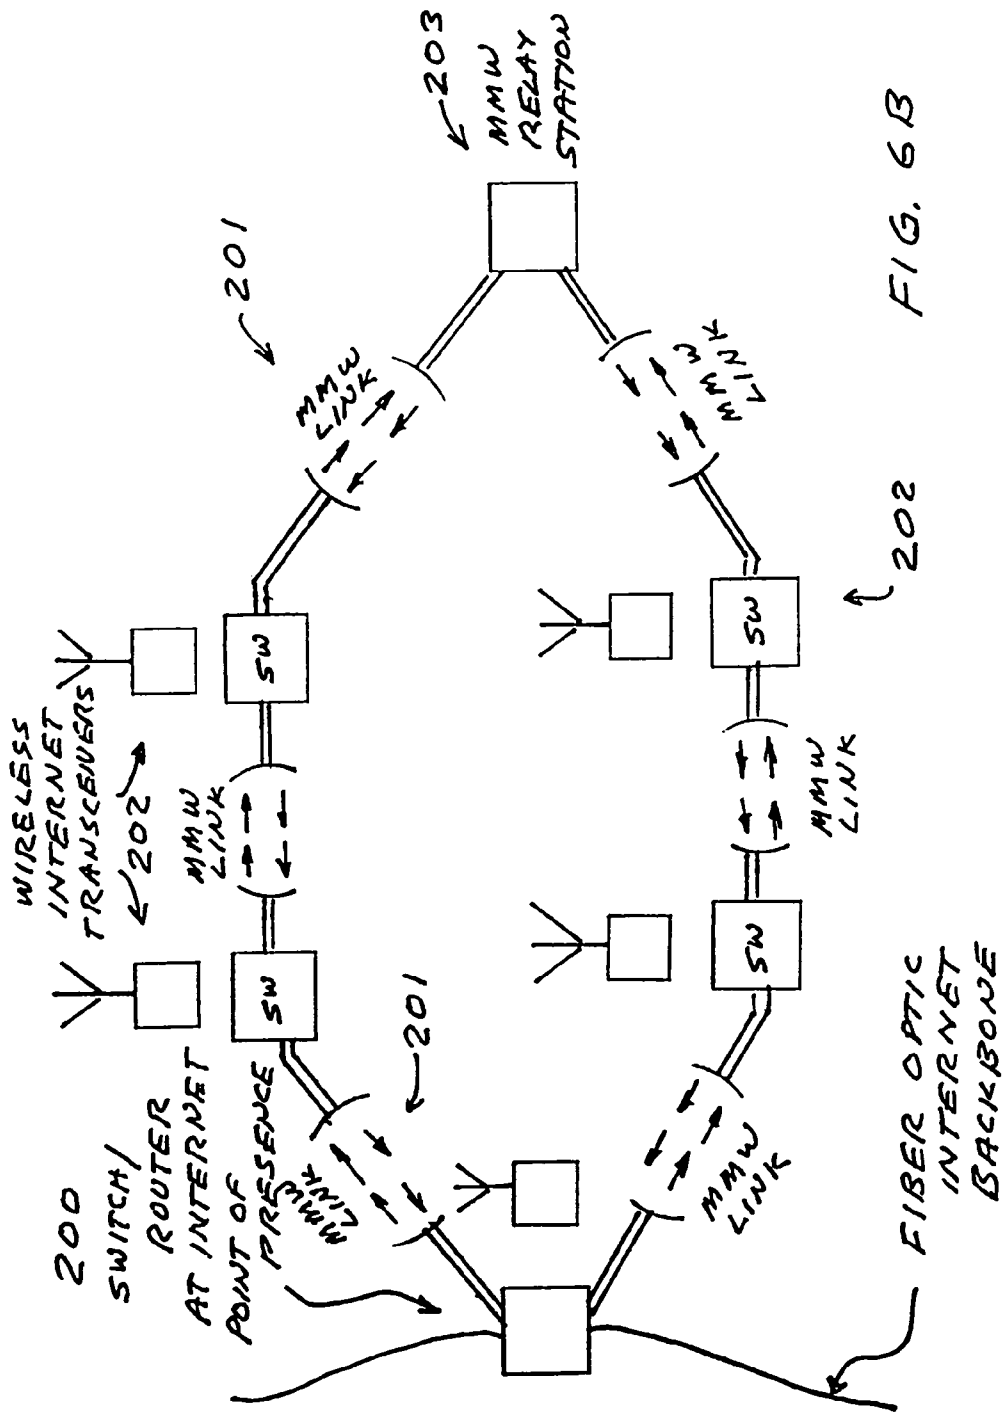 200
SWITCH/
ROUTER
AT INTERNET
POINT OF
PRESENCE
WIRELESS
INTERNET
TRANSCEIVERS
202
201
203
MMW
RELAY
STATION
MMW
LINK
SW
MMW
LINK
SW
MMW
LINK
201
MMW
LINK
SW
MMW
LINK
SW
MMW
LINK
202
FIBER OPTIC
INTERNET
BACKBONE
FIG. 6B